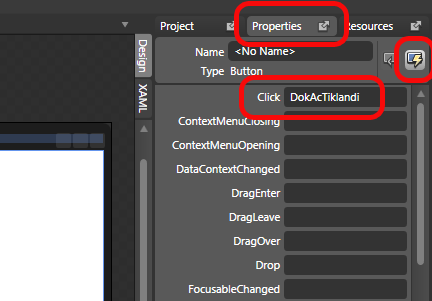 Project Properties Resources
Design
XAML
Name <No Name>
Type Button
Click DokAcTiklandi
ContextMenuClosing
ContextMenuOpening
DataContextChanged
DragEnter
DragLeave
DragOver
Drop
FocusableChanged